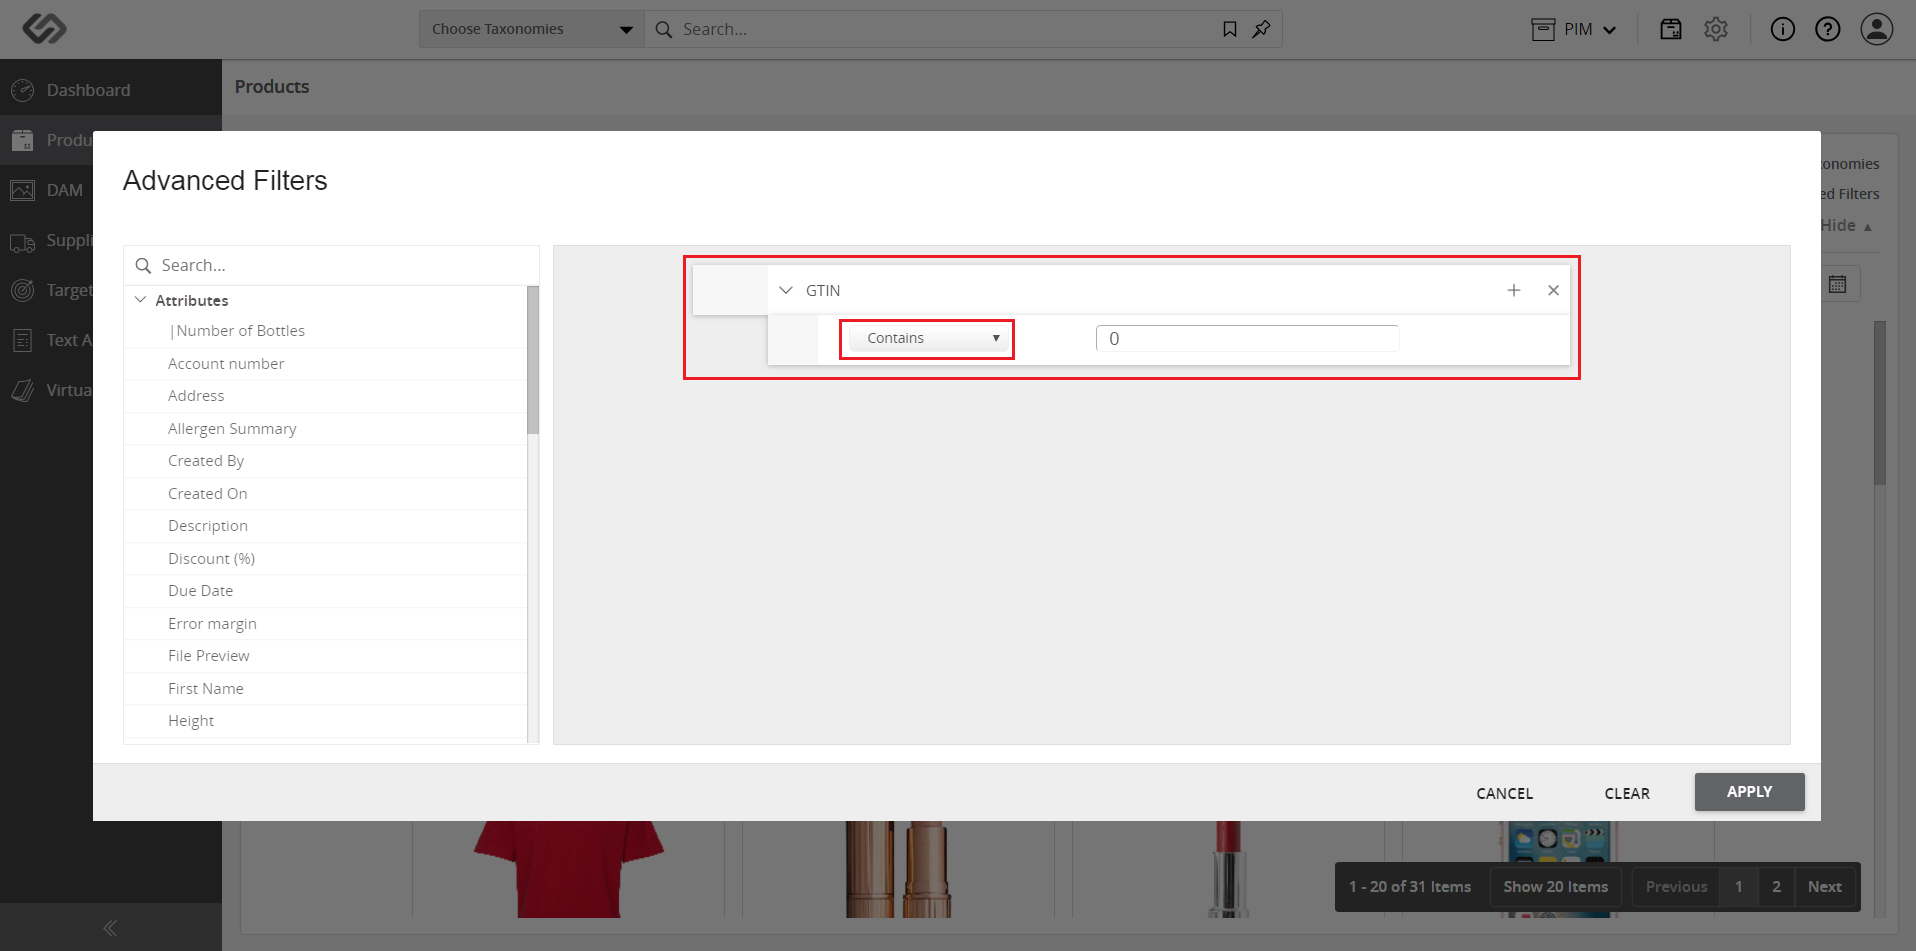 Choose Taxonomies
Search...
PIM
Dashboard
Products
Produ
DAM
Suppli
Target
Text A
Virtua
onomies
ed Filters
Hide ▲
Advanced Filters
Search...
Attributes
|Number of Bottles
Account number
Address
Allergen Summary
Created By
Created On
Description
Discount (%)
Due Date
Error margin
File Preview
First Name
Height
GTIN
Contains
0
CANCEL
CLEAR
APPLY
1 - 20 of 31 Items
Show 20 Items
Previous
1
2
Next